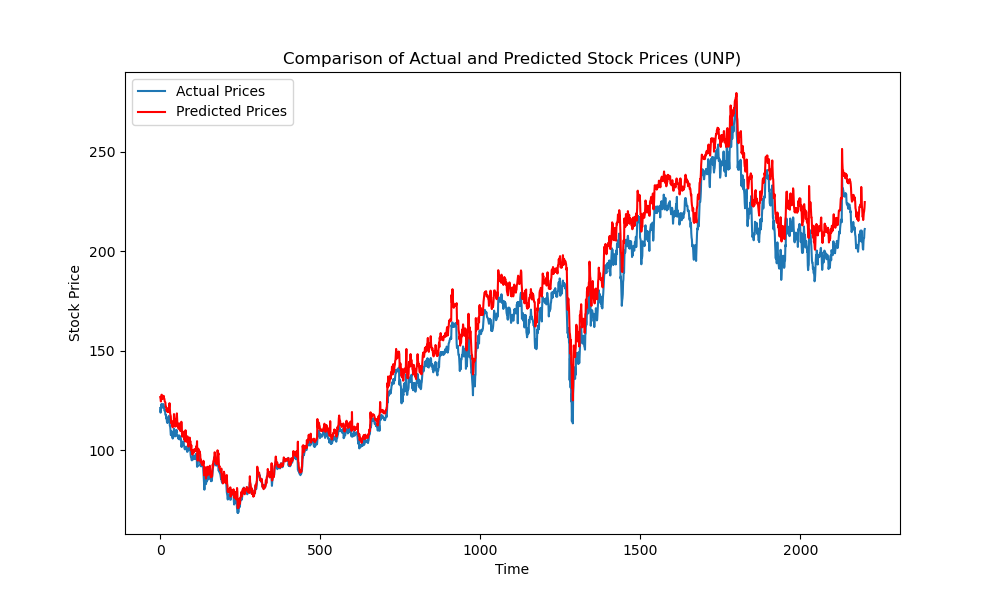 Comparison of Actual and Predicted Stock Prices (UNP)
Actual Prices
Predicted Prices
250
200
150
100
Stock Price
0 500 1000 1500 2000
Time